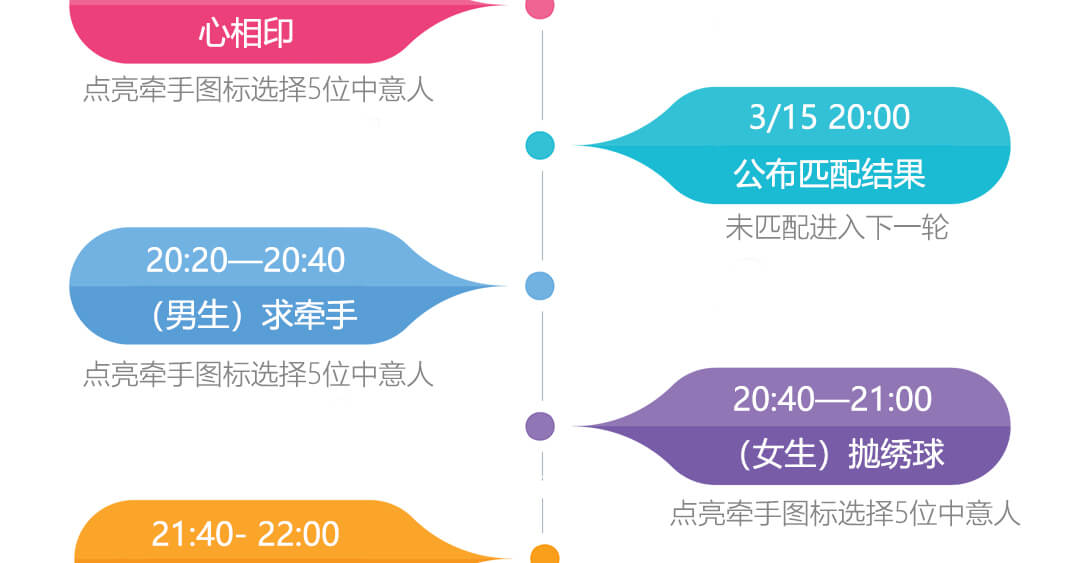 心相印
点亮牵手图标选择5位中意人
3/15 20:00
公布匹配结果
未匹配进入下一轮
20:20—20:40
（男生）求牵手
点亮牵手图标选择5位中意人
20:40—21:00
（女生）抛绣球
点亮牵手图标选择5位中意人
21:40- 22:00